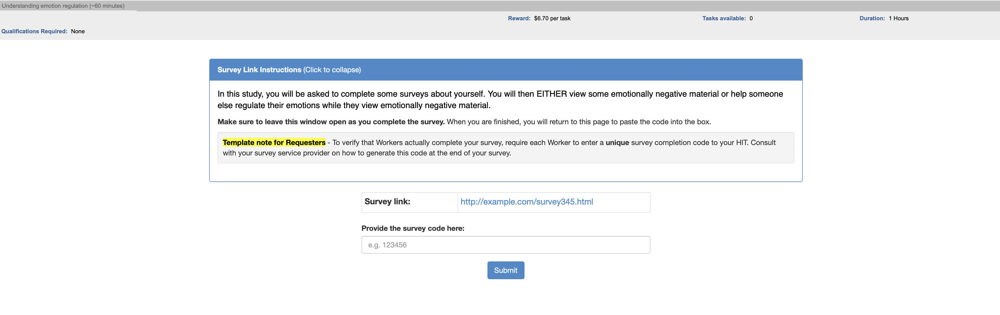 Understanding emotion regulation (~60 minutes)
Reward: $6.70 per task Tasks available: 0 Duration: 1 Hours
Qualifications Required: None
Survey Link Instructions (Click to collapse)
In this study, you will be asked to complete some surveys about yourself. You will then EITHER view some emotionally negative material or help someone
else regulate their emotions while they view emotionally negative material.
Make sure to leave this window open as you complete the survey. When you are finished, you will return to this page to paste the code into the box.
Template note for Requesters - To verify that Workers actually complete your survey, require each Worker to enter a unique survey completion code to your HIT. Consult
with your survey service provider on how to generate this code at the end of your survey.
Survey link: http://example.com/survey345.html
Provide the survey code here:
e.g. 123456
Submit